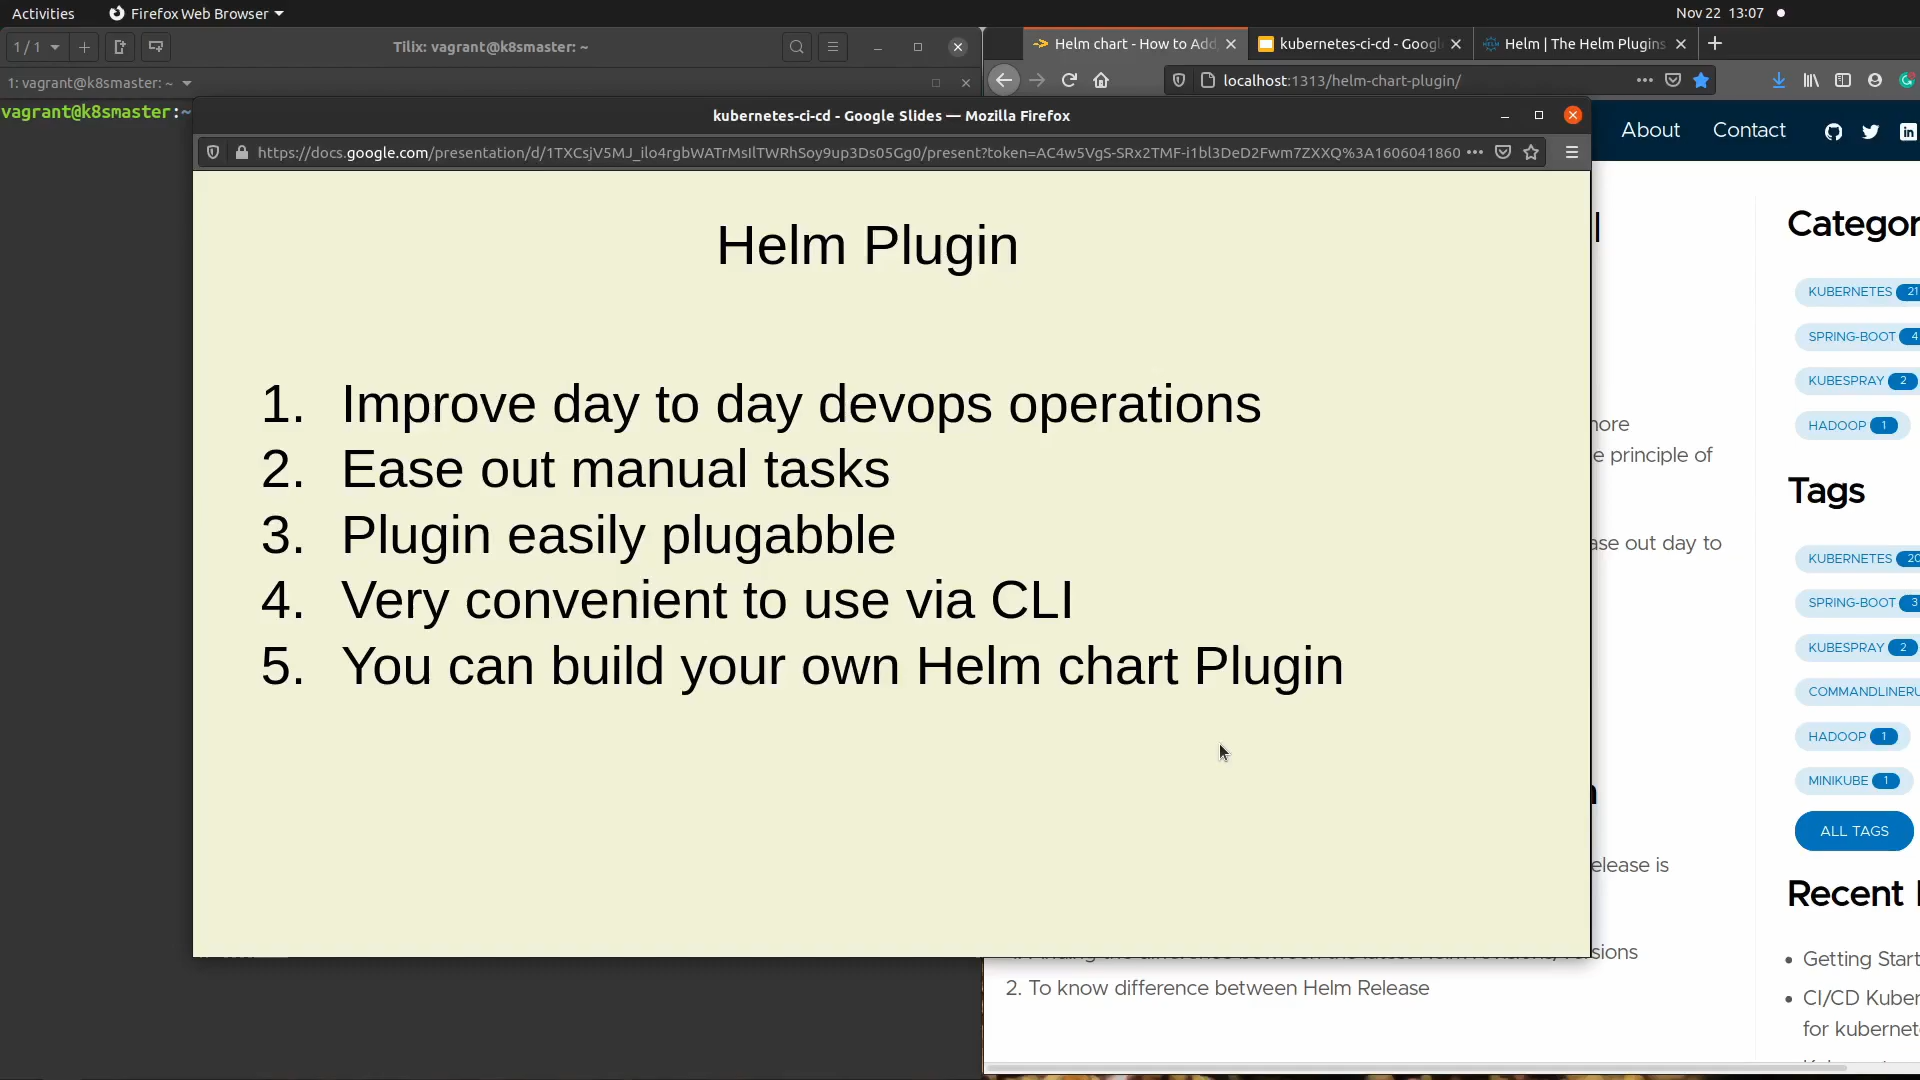 Activities
Firefox Web Browser
Nov 22 13:07
1 / 1
Tilix: vagrant@k8smaster: ~
1: vagrant@k8smaster: ~
vagrant@k8smaster:~
Helm chart - How to Add
kubernetes-ci-cd - Googl
Helm | The Helm Plugins
localhost:1313/helm-chart-plugin/
kubernetes-ci-cd - Google Slides — Mozilla Firefox
https://docs.google.com/presentation/d/1TXCsjV5MJ_ilo4rgbWATrMsIlTWRhSoy9up3Ds05Gg0/present?token=AC4w5VgS-SRx2TMF-i1bl3DeD2Fwm7ZXXQ%3A1606041860
Helm Plugin
1. Improve day to day devops operations
2. Ease out manual tasks
3. Plugin easily plugabble
4. Very convenient to use via CLI
5. You can build your own Helm chart Plugin
About
Contact
e principle of
ase out day to
elease is
2. To know difference between Helm Release
Categor
KUBERNETES 21
SPRING-BOOT 4
KUBESPRAY 2
HADOOP 1
Tags
KUBERNETES 20
SPRING-BOOT 3
KUBESPRAY 2
COMMANDLINERU
HADOOP 1
MINIKUBE 1
ALL TAGS
Recent
Getting Start
CI/CD Kuber
for kubernet